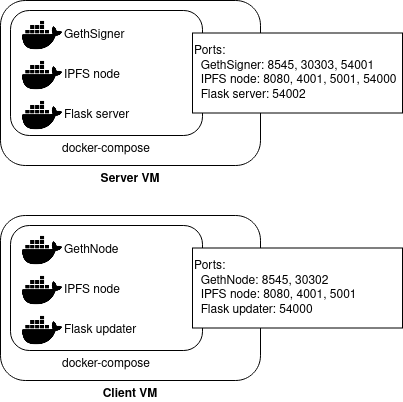 GethSigner
IPFS node
Flask server
docker-compose
Server VM
Ports:
GethSigner: 8545, 30303, 54001
IPFS node: 8080, 4001, 5001, 54000
Flask server: 54002
GethNode
IPFS node
Flask updater
docker-compose
Client VM
Ports:
GethNode: 8545, 30302
IPFS node: 8080, 4001, 5001
Flask updater: 54000